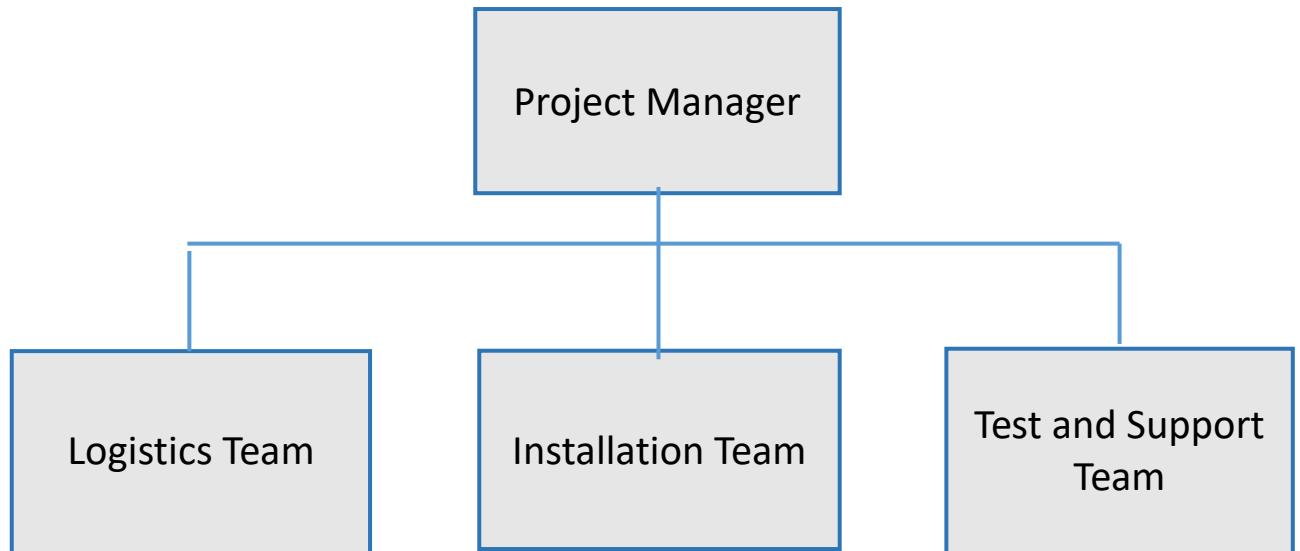 Project Manager
Logistics Team
Installation Team
Test and Support
Team